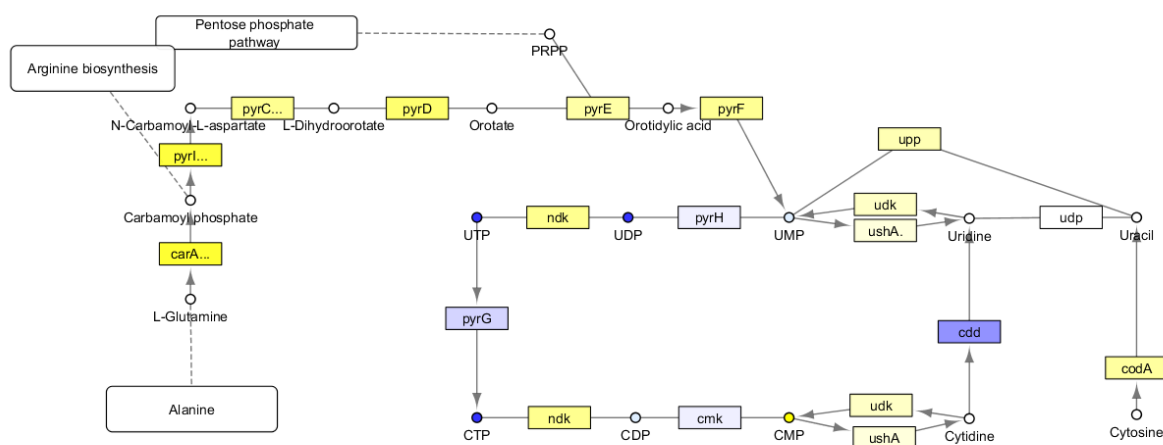 Pentose phosphate
pathway
PRPP
Arginine biosynthesis
pyrC...
pyrD
pyrE
pyrF
N-Carbamoyl-L-aspartate
L-Dihydroorotate
Orotate
Orotidylic acid
upp
pyrI...
Carbamoyl phosphate
udk
ndk
pyrH
udp
ushA.
UTP
UDP
UMP
Uridine
Uracil
carA...
L-Glutamine
pyrG
cdd
codA
Alanine
udk
ndk
cmk
CTP
CDP
CMP
Cytidine
Cytosine
ushA